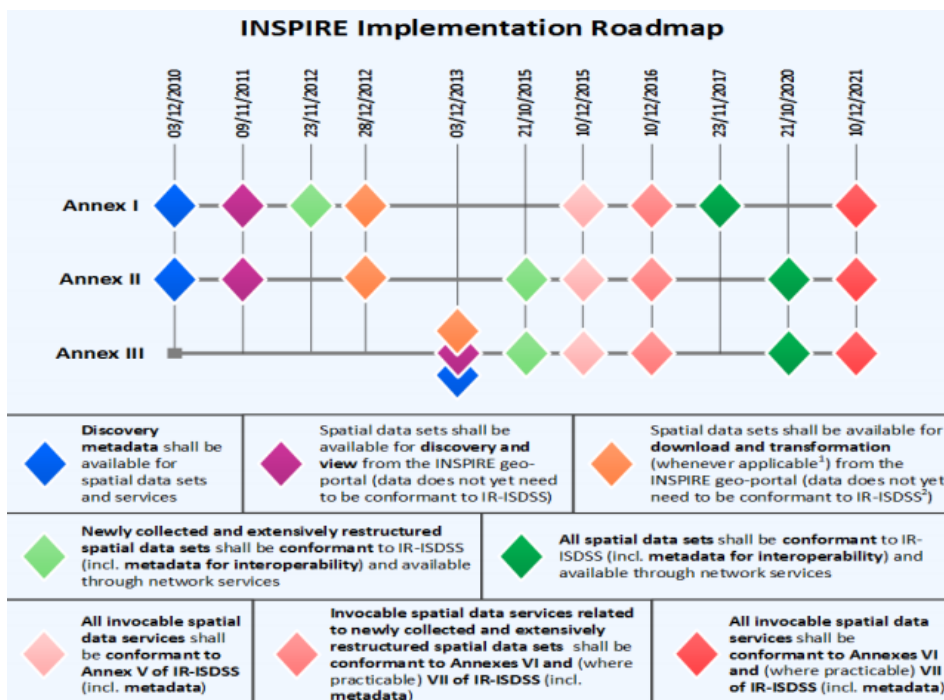 INSPIRE Implementation Roadmap
03/12/2010
09/11/2011
23/11/2012
28/12/2012
03/12/2013
21/10/2015
10/12/2015
10/12/2016
23/11/2017
21/10/2020
10/12/2021
Annex I
Annex II
Annex III
Discovery
metadata shall be
available for
spatial data sets
and services
Spatial data sets shall be
available for discovery and
view from the INSPIRE geo-
portal (data does not yet need
to be conformant to IR-ISDSS)
Spatial data sets shall be available for
download and transformation
(whenever applicable¹) from the
INSPIRE geo-portal (data does not yet
need to be conformant to IR-ISDSS²)
Newly collected and extensively restructured
spatial data sets shall be conformant to IR-ISDSS
(incl. metadata for interoperability) and available
through network services
All spatial data sets shall be conformant to IR-
ISDSS (incl. metadata for interoperability) and
available through network services
All invocable spatial
data services shall
be conformant to
Annex V of IR-ISDSS
(incl. metadata)
Invocable spatial data services related
to newly collected and extensively
restructured spatial data sets shall be
conformant to Annexes VI and (where
practicable) VII of IR-ISDSS (incl.
metadata)
All invocable spatial data
services shall be
conformant to Annexes VI
and (where practicable) VII
of IR-ISDSS (incl. metadata)